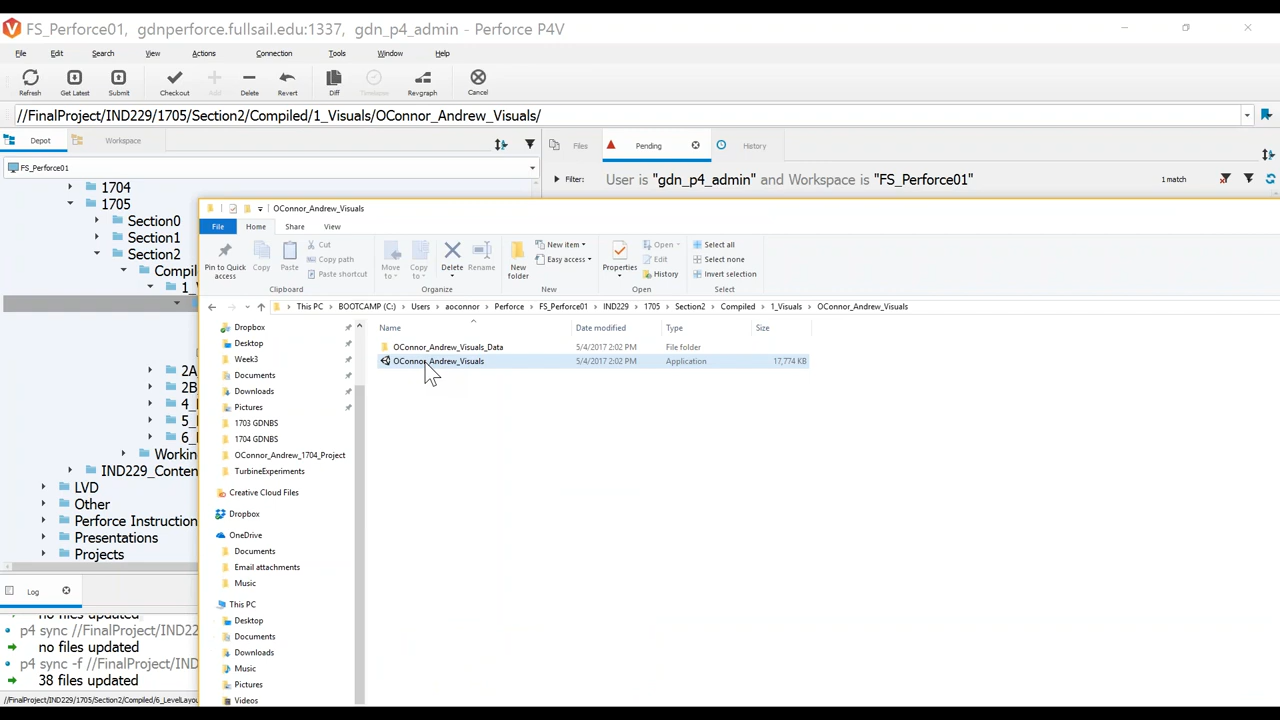 FS_Perforce01, gdnperforce.fullsail.edu:1337, gdn_p4_admin - Perforce P4V
File Edit Search View Actions Connection Tools Window Help
Refresh Get Latest Submit Checkout Add Delete Revert Diff Timelapse Revgraph Cancel
//FinalProject/IND229/1705/Section2/Compiled/1_Visuals/OConnor_Andrew_Visuals/
Depot Workspace Files Pending History
FS_Perforce01
Filter: User is "gdn_p4_admin" and Workspace is "FS_Perforce01" 1 match
1704
1705
Section0
Section1
Section2
Compil
1_
2A
2B
4_
5_
6_
Workin
IND229_Conten
LVD
Other
Perforce Instruction
Presentations
Projects
Log
no files updated
p4 sync //FinalProject/IND22
no files updated
p4 sync -f //FinalProject/IND
38 files updated
//FinalProject/IND229/1705/Section2/Compiled/6_LevelLayou
OConnor_Andrew_Visuals
File Home Share View
Pin to Quick access
Copy
Paste
Cut
Copy path
Paste shortcut
Clipboard
Move to
Copy to
Delete
Rename
Organize
New folder
New item
Easy access
New
Properties
Open
Edit
History
Open
Select all
Select none
Invert selection
Select
This PC › BOOTCAMP (C:) › Users › aoconnor › Perforce › FS_Perforce01 › IND229 › 1705 › Section2 › Compiled › 1_Visuals › OConnor_Andrew_Visuals
Dropbox
Desktop
Week3
Documents
Downloads
Pictures
1703 GDNBS
1704 GDNBS
OConnor_Andrew_1704_Project
TurbineExperiments
Creative Cloud Files
Dropbox
OneDrive
Documents
Email attachments
Music
This PC
Desktop
Documents
Downloads
Music
Pictures
Videos
Name Date modified Type Size
OConnor_Andrew_Visuals_Data 5/4/2017 2:02 PM File folder
OConnor_Andrew_Visuals 5/4/2017 2:02 PM Application 17,774 KB